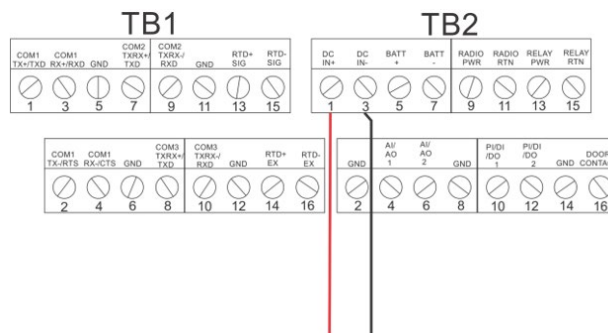 TB1
TB2
COM1 TX+/TXD
COM1 RX+/RXD
GND
COM2 TXRX+/ TXD
COM2 TXRX-/ RXD
GND
RTD+ SIG
RTD- SIG
1 3 5 7 9 11 13 15
DC IN+
DC IN-
BATT +
BATT -
RADIO PWR
RADIO RTN
RELAY PWR
RELAY RTN
1 3 5 7 9 11 13 15
COM1 TX-/RTS
COM1 RX-/CTS
GND
COM3 TXRX+/ TXD
COM3 TXRX-/ RXD
GND
RTD+ EX
RTD- EX
2 4 6 8 10 12 14 16
GND
AI/ AO 1
AI/ AO 2
GND
PI/DI /DO 1
PI/DI /DO 2
GND
DOOR CONTAC
2 4 6 8 10 12 14 16